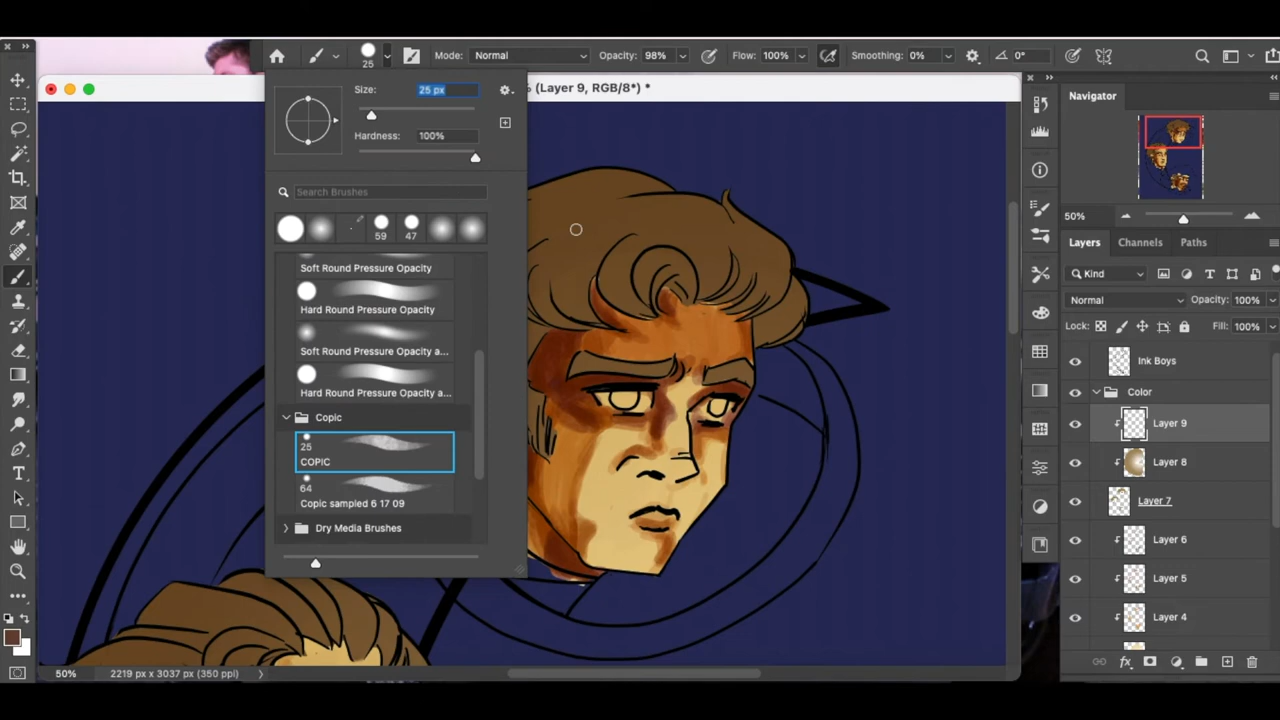 25
Mode: Normal
Opacity: 98%
Flow: 100%
Smoothing: 0%
0°
Size: 25 px
Hardness: 100%
Search Brushes
59 47
Soft Round Pressure Opacity
Hard Round Pressure Opacity
Soft Round Pressure Opacity a...
Hard Round Pressure Opacity a...
Copic
25
COPIC
64
Copic sampled 6 17 09
Dry Media Brushes
(Layer 9, RGB/8*) *
50% 2219 px x 3037 px (350 ppi)
Navigator
50%
Layers Channels Paths
Kind
Normal Opacity: 100%
Lock: Fill: 100%
Ink Boys
Color
Layer 9
Layer 8
Layer 7
Layer 6
Layer 5
Layer 4